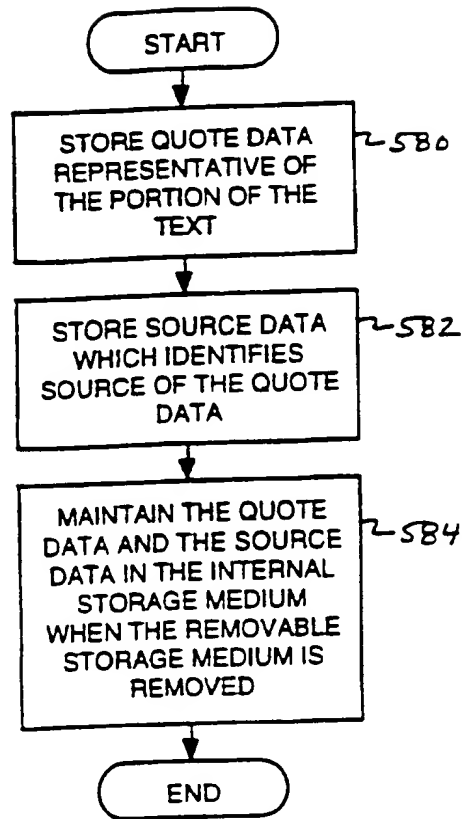 START
STORE QUOTE DATA
REPRESENTATIVE OF
THE PORTION OF THE
TEXT
580
STORE SOURCE DATA
WHICH IDENTIFIES
SOURCE OF THE QUOTE
DATA
582
MAINTAIN THE QUOTE
DATA AND THE SOURCE
DATA IN THE INTERNAL
STORAGE MEDIUM
WHEN THE REMOVABLE
STORAGE MEDIUM IS
REMOVED
584
END